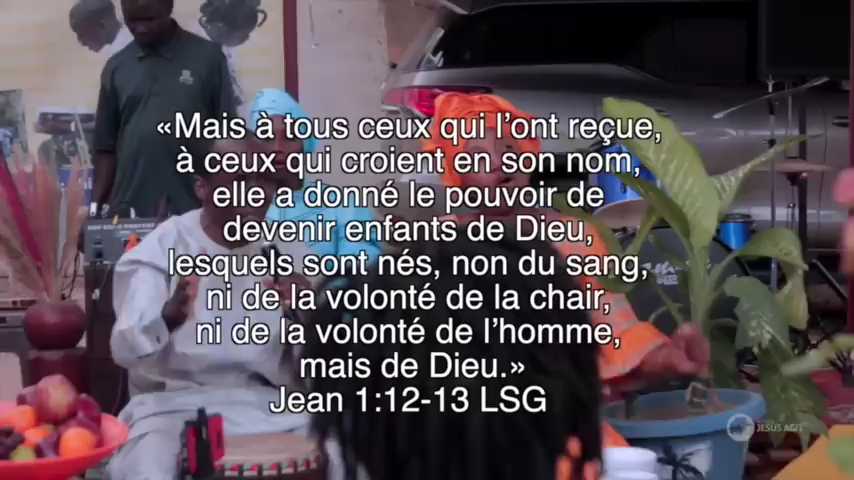 «Mais à tous ceux qui l’ont reçue,
à ceux qui croient en son nom,
elle a donné le pouvoir de
devenir enfants de Dieu,
lesquels sont nés, non du sang,
ni de la volonté de la chair,
ni de la volonté de l’homme,
mais de Dieu.»
Jean 1:12-13 LSG
JÉSUS AGIT